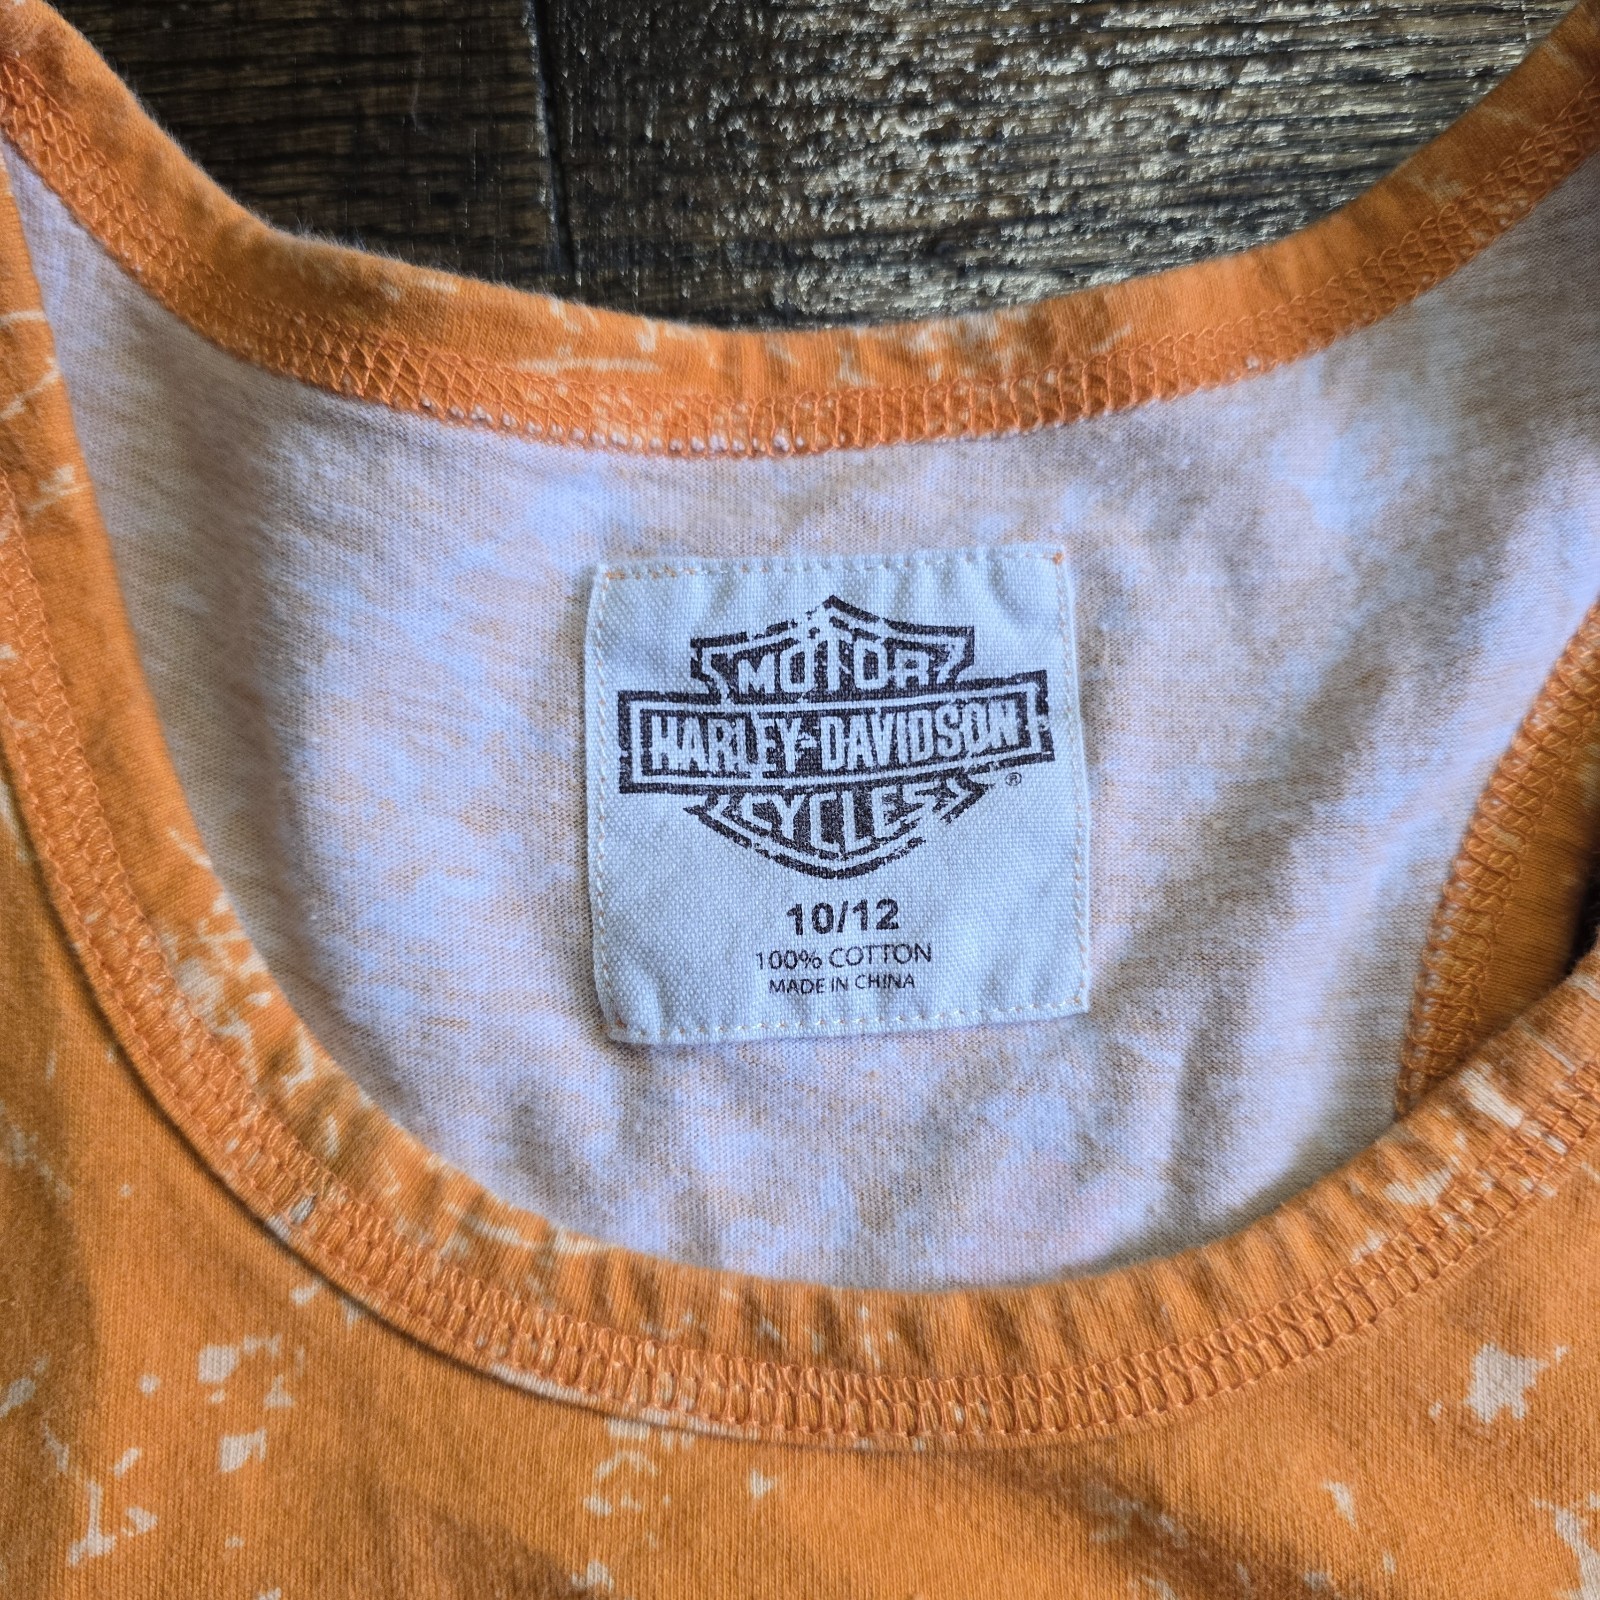 MOTOR
HARLEY-DAVIDSON
CYCLES
®
10/12
100% COTTON
MADE IN CHINA